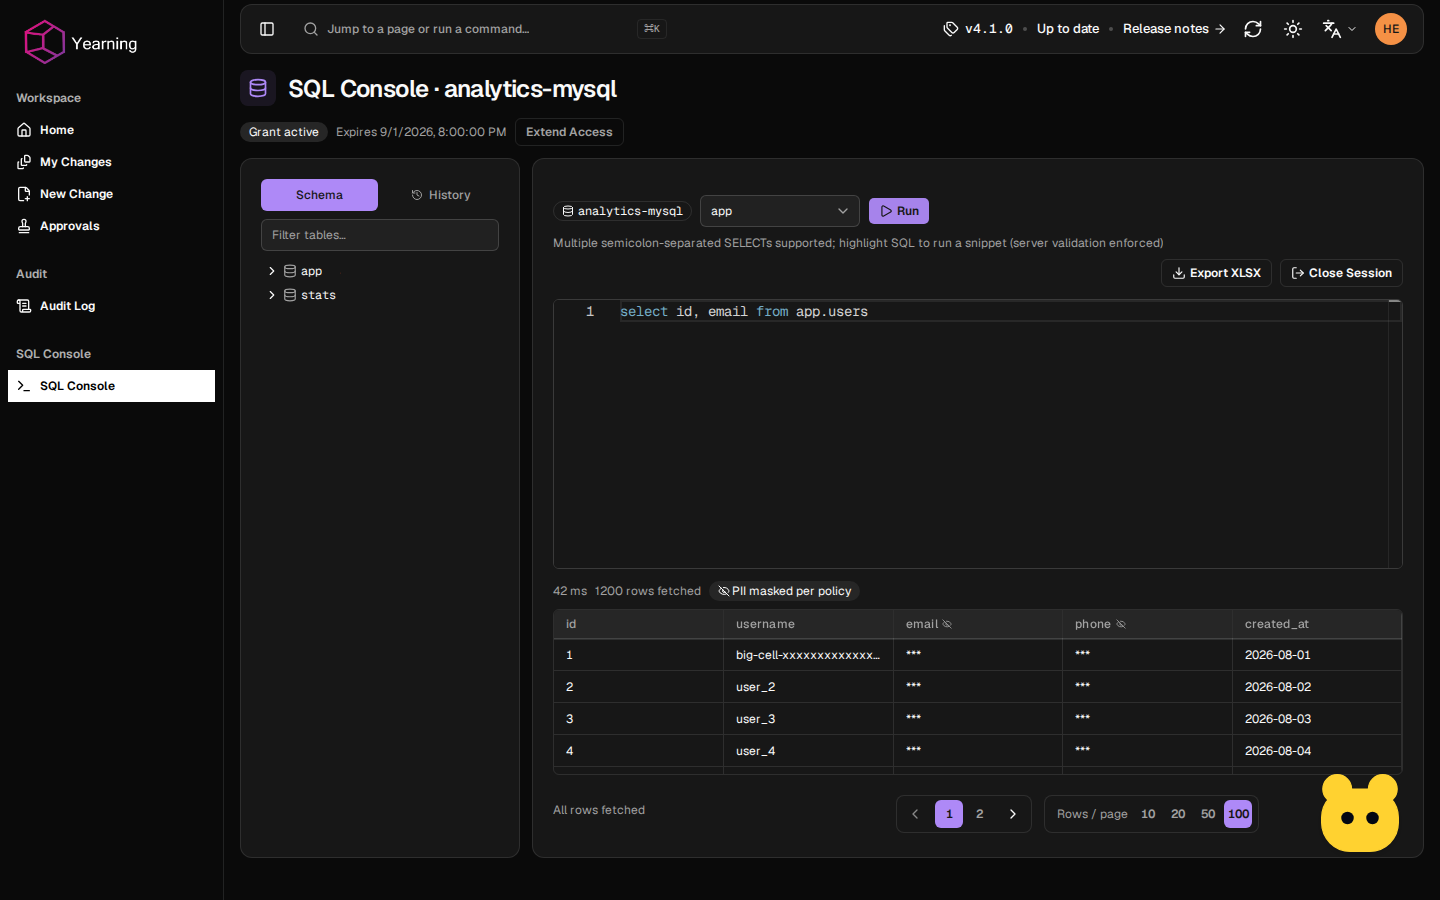 Yearning
Workspace
Home
My Changes
New Change
Approvals
Audit
Audit Log
SQL Console
SQL Console
Jump to a page or run a command… ⌘K
v4.1.0 • Up to date • Release notes →
HE
SQL Console · analytics-mysql
Grant active Expires 9/1/2026, 8:00:00 PM Extend Access
Schema History
Filter tables…
app
stats
analytics-mysql app Run
Multiple semicolon-separated SELECTs supported; highlight SQL to run a snippet (server validation enforced)
Export XLSX Close Session
1 select id, email from app.users
42 ms 1200 rows fetched PII masked per policy
id username email phone created_at
1 big-cell-xxxxxxxxxxxxx… *** *** 2026-08-01
2 user_2 *** *** 2026-08-02
3 user_3 *** *** 2026-08-03
4 user_4 *** *** 2026-08-04
All rows fetched
1 2
Rows / page 10 20 50 100